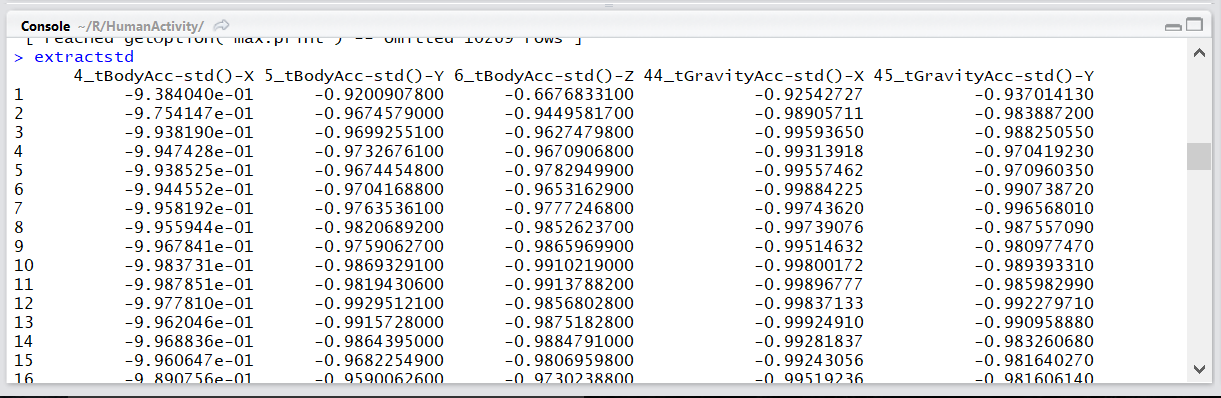 Console ~/R/HumanActivity/
[ reached getOption("max.print") -- omitted 10269 rows ]
> extractstd
4_tBodyAcc-std()-X 5_tBodyAcc-std()-Y 6_tBodyAcc-std()-Z 44_tGravityAcc-std()-X 45_tGravityAcc-std()-Y
1 -9.384040e-01 -0.9200907800 -0.6676833100 -0.92542727 -0.937014130
2 -9.754147e-01 -0.9674579000 -0.9449581700 -0.98905711 -0.983887200
3 -9.938190e-01 -0.9699255100 -0.9627479800 -0.99593650 -0.988250550
4 -9.947428e-01 -0.9732676100 -0.9670906800 -0.99313918 -0.970419230
5 -9.938525e-01 -0.9674454800 -0.9782949900 -0.99557462 -0.970960350
6 -9.944552e-01 -0.9704168800 -0.9653162900 -0.99884225 -0.990738720
7 -9.958192e-01 -0.9763536100 -0.9777246800 -0.99743620 -0.996568010
8 -9.955944e-01 -0.9820689200 -0.9852623700 -0.99739076 -0.987557090
9 -9.967841e-01 -0.9759062700 -0.9865969900 -0.99514632 -0.980977470
10 -9.983731e-01 -0.9869329100 -0.9910219000 -0.99800172 -0.989393310
11 -9.987851e-01 -0.9819430600 -0.9913788200 -0.99896777 -0.985982990
12 -9.977810e-01 -0.9929512100 -0.9856802800 -0.99837133 -0.992279710
13 -9.962046e-01 -0.9915728000 -0.9875182800 -0.99924910 -0.990958880
14 -9.968836e-01 -0.9864395000 -0.9884791000 -0.99281837 -0.983260680
15 -9.960647e-01 -0.9682254900 -0.9806959800 -0.99243056 -0.981640270
16 -9.890756e-01 -0.9590062600 -0.9730238800 -0.99519236 -0.981606140